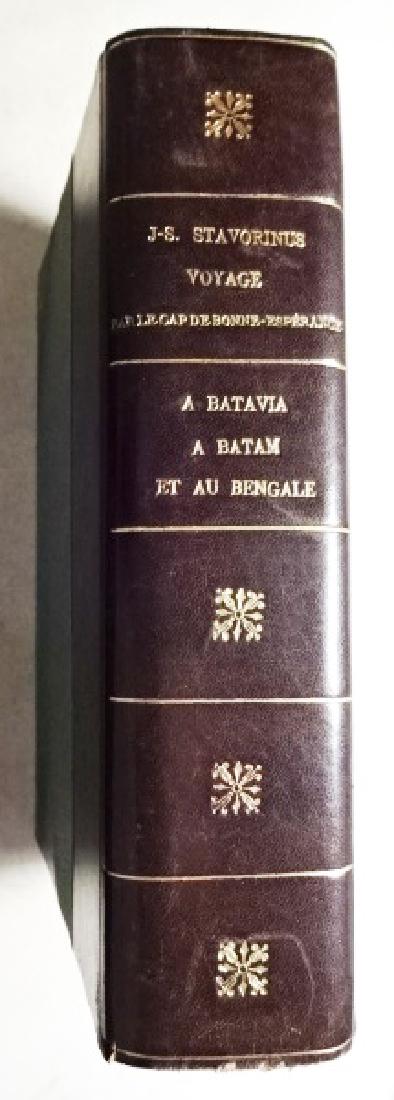 J-S. STAVORINUS
VOYAGE
PAR LE CAP DE BONNE-ESPÉRANCE
A BATAVIA
A BATAM
ET AU BENGALE